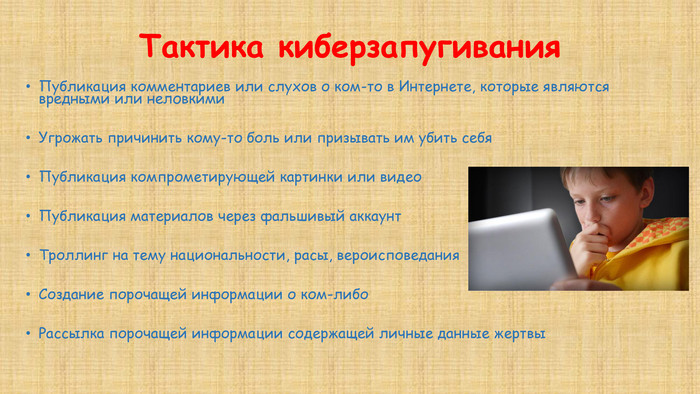 Тактика киберзапугивания
• Публикация комментариев или слухов о ком-то в Интернете, которые являются
вредными или неловкими
• Угрожать причинить кому-то боль или призывать им убить себя
• Публикация компрометирующей картинки или видео
• Публикация материалов через фальшивый аккаунт
• Троллинг на тему национальности, расы, вероисповедания
• Создание порочащей информации о ком-либо
• Рассылка порочащей информации содержащей личные данные жертвы